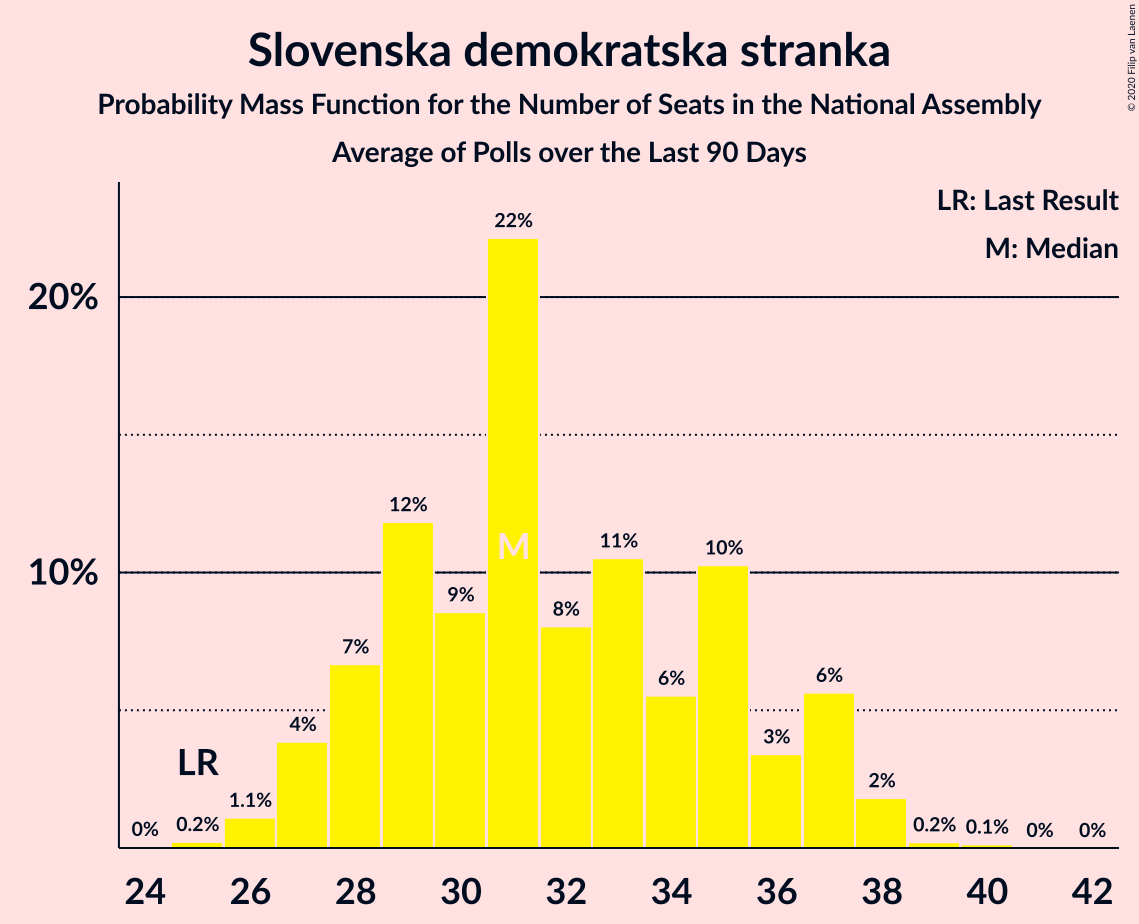 Slovenska demokratska stranka
Probability Mass Function for the Number of Seats in the National Assembly
Average of Polls over the Last 90 Days
© 2020 Filip van Laenen
LR: Last Result
M: Median
22%
20%
12%
M
11%
10%
10%
9%
8%
7%
6%
6%
4%
3%
LR
2%
1.1%
0%
0.2%
0.2%
0.1%
0%
0%
24 26 28 30 32 34 36 38 40 42